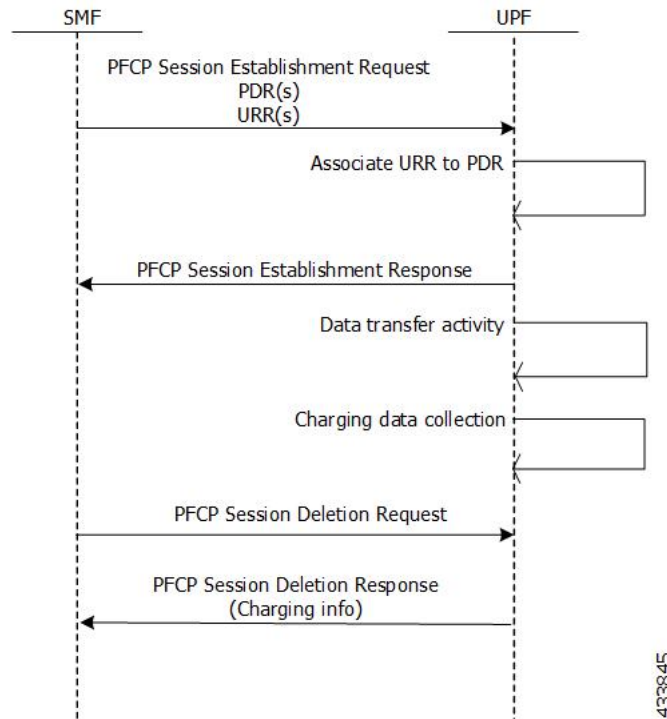 SMF
UPF
PFCP Session Establishment Request
PDR(s)
URR(s)
Associate URR to PDR
PFCP Session Establishment Response
Data transfer activity
Charging data collection
PFCP Session Deletion Request
PFCP Session Deletion Response
(Charging info)
433845